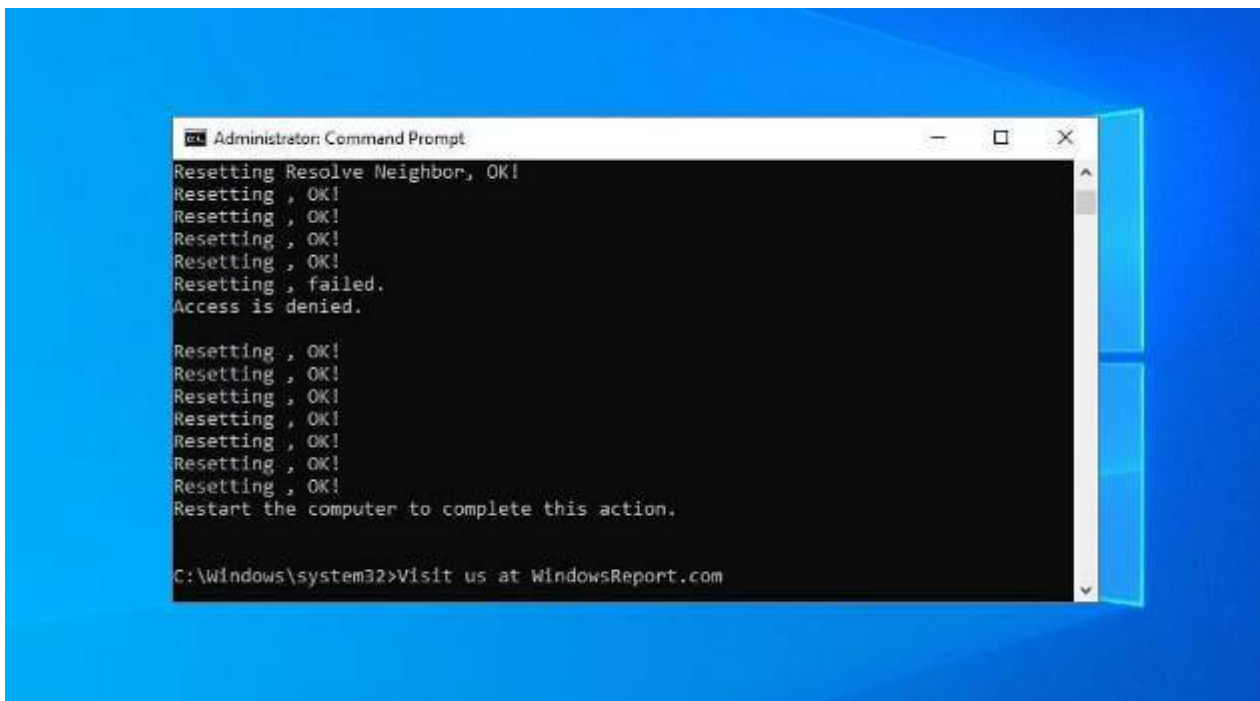 Administrator: Command Prompt
Resetting Resolve Neighbor, OK!
Resetting , OK!
Resetting , OK!
Resetting , OK!
Resetting , OK!
Resetting , failed.
Access is denied.
Resetting , OK!
Resetting , OK!
Resetting , OK!
Resetting , OK!
Resetting , OK!
Resetting , OK!
Resetting , OK!
Restart the computer to complete this action.
C:\Windows\system32>Visit us at WindowsReport.com